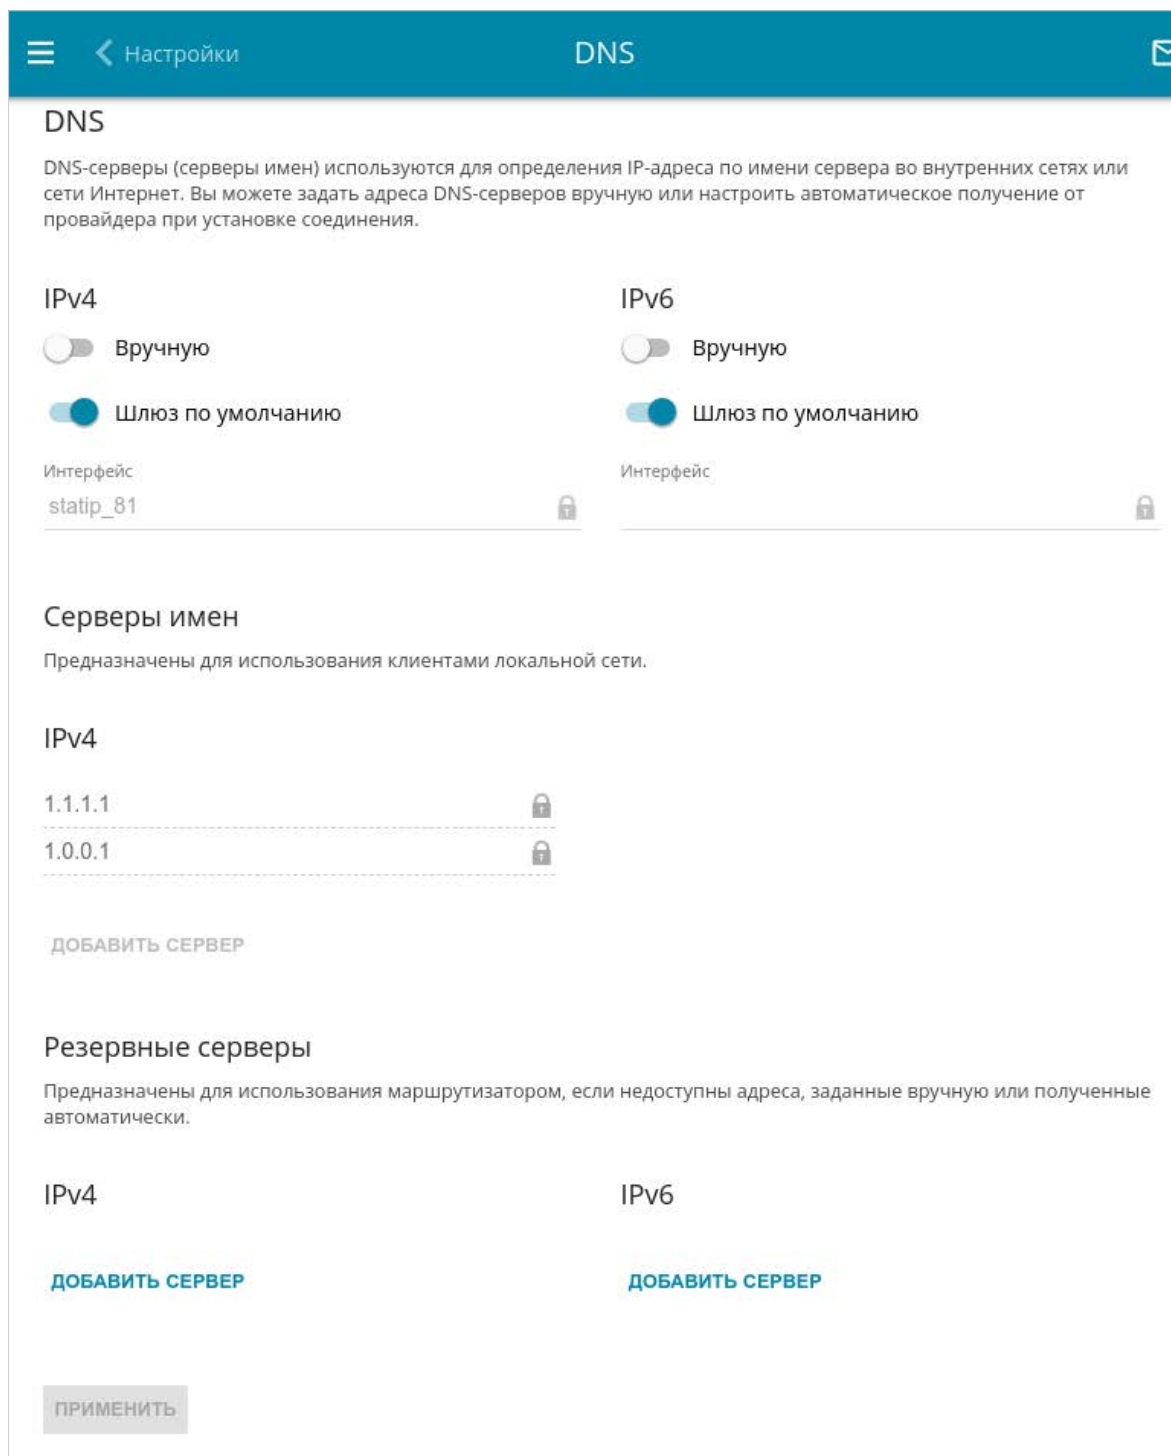 Настройки
DNS
DNS
DNS-серверы (серверы имен) используются для определения IP-адреса по имени сервера во внутренних сетях или
сети Интернет. Вы можете задать адреса DNS-серверов вручную или настроить автоматическое получение от
провайдера при установке соединения.
IPv4
Вручную
Шлюз по умолчанию
Интерфейс
statip_81
IPv6
Вручную
Шлюз по умолчанию
Интерфейс
Серверы имен
Предназначены для использования клиентами локальной сети.
IPv4
1.1.1.1
1.0.0.1
ДОБАВИТЬ СЕРВЕР
Резервные серверы
Предназначены для использования маршрутизатором, если недоступны адреса, заданные вручную или полученные
автоматически.
IPv4
ДОБАВИТЬ СЕРВЕР
IPv6
ДОБАВИТЬ СЕРВЕР
ПРИМЕНИТЬ